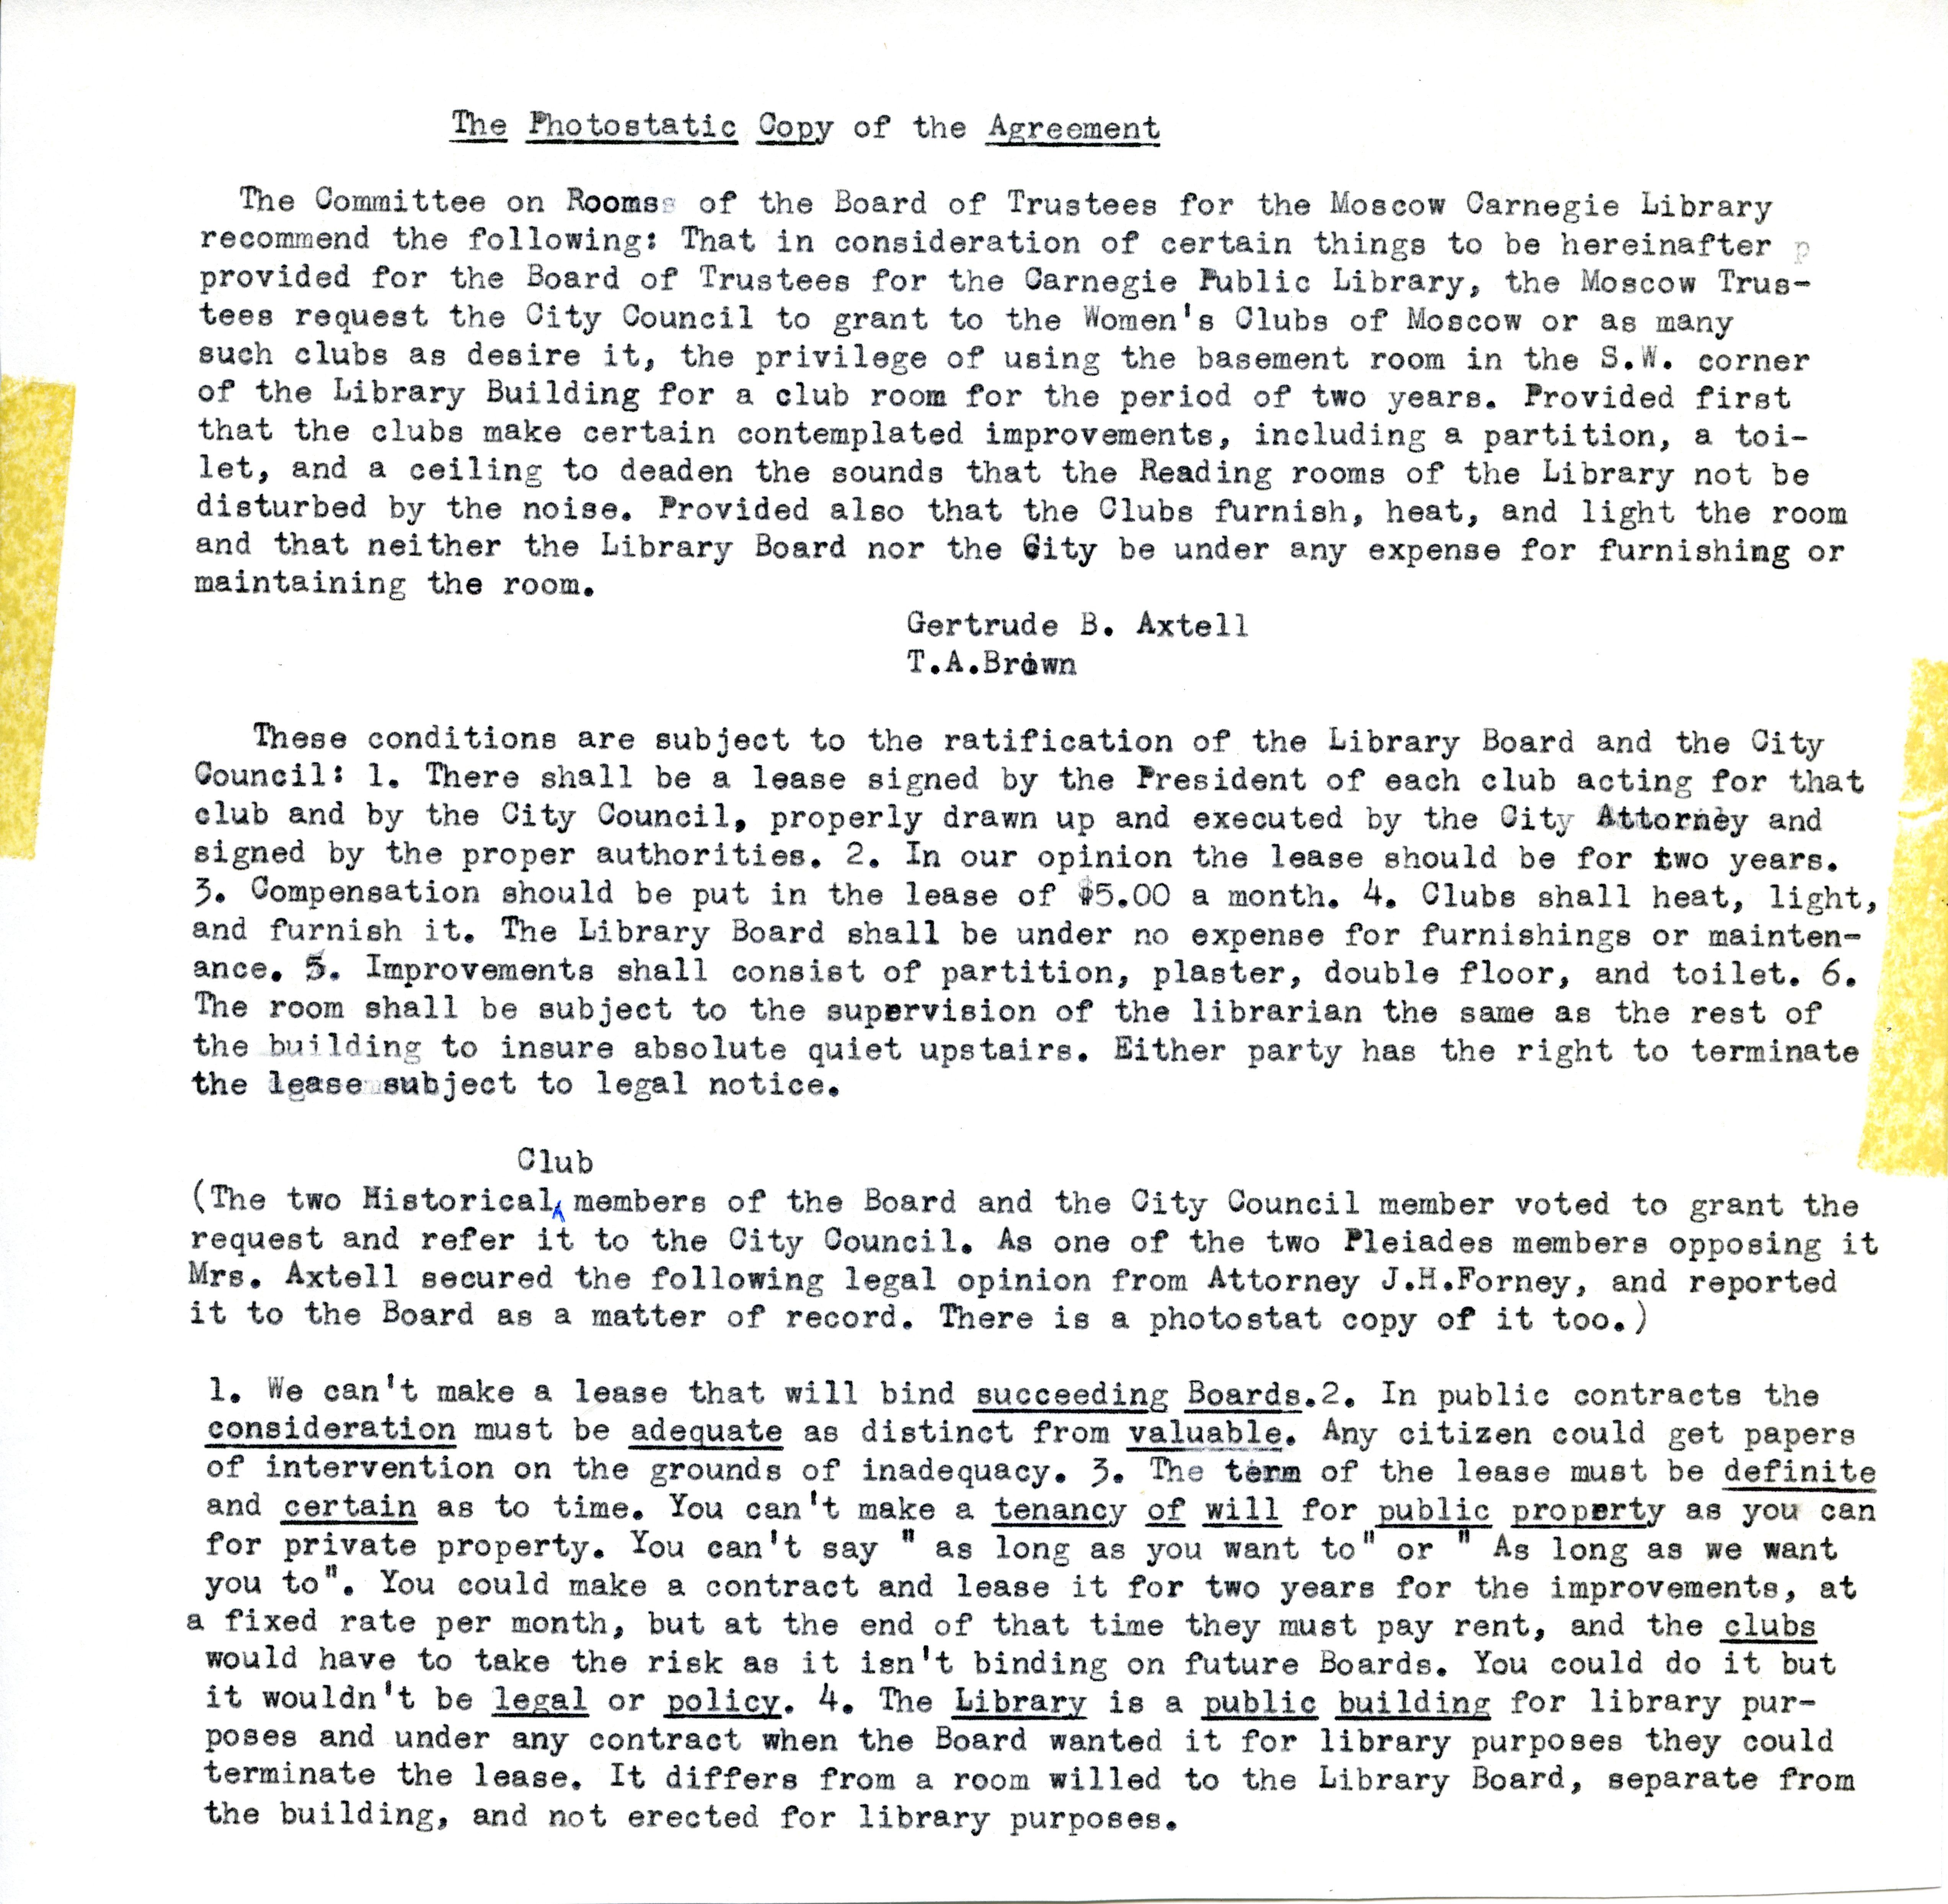 The Photostatic Copy of the Agreement
The Committee on Rooms of the Board of Trustees for the Moscow Carnegie Library
recommend the following: That in consideration of certain things to be hereinafter p
provided for the Board of Trustees for the Carnegie Public Library, the Moscow Trus-
tees request the City Council to grant to the Women's Clubs of Moscow or as many
such clubs as desire it, the privilege of using the basement room in the S.W. corner
of the Library Building for a club room for the period of two years. Provided first
that the clubs make certain contemplated improvements, including a partition, a toi-
let, and a ceiling to deaden the sounds that the Reading rooms of the Library not be
disturbed by the noise. Provided also that the Clubs furnish, heat, and light the room
and that neither the Library Board nor the City be under any expense for furnishing or
maintaining the room.
Gertrude B. Axtell
T.A.Brown
These conditions are subject to the ratification of the Library Board and the City
Council: 1. There shall be a lease signed by the President of each club acting for that
club and by the City Council, properly drawn up and executed by the City Attorney and
signed by the proper authorities. 2. In our opinion the lease should be for two years.
3. Compensation should be put in the lease of $5.00 a month. 4. Clubs shall heat, light,
and furnish it. The Library Board shall be under no expense for furnishings or mainten-
ance. 5. Improvements shall consist of partition, plaster, double floor, and toilet. 6.
The room shall be subject to the supervision of the librarian the same as the rest of
the building to insure absolute quiet upstairs. Either party has the right to terminate
the lease subject to legal notice.
Club
(The two Historical members of the Board and the City Council member voted to grant the
request and refer it to the City Council. As one of the two Pleiades members opposing it
Mrs. Axtell secured the following legal opinion from Attorney J.H.Forney, and reported
it to the Board as a matter of record. There is a photostat copy of it too.)
1. We can't make a lease that will bind succeeding Boards.2. In public contracts the
consideration must be adequate as distinct from valuable. Any citizen could get papers
of intervention on the grounds of inadequacy. 3. The term of the lease must be definite
and certain as to time. You can't make a tenancy of will for public property as you can
for private property. You can't say " as long as you want to" or " As long as we want
you to". You could make a contract and lease it for two years for the improvements, at
a fixed rate per month, but at the end of that time they must pay rent, and the clubs
would have to take the risk as it isn't binding on future Boards. You could do it but
it wouldn't be legal or policy. 4. The Library is a public building for library pur-
poses and under any contract when the Board wanted it for library purposes they could
terminate the lease. It differs from a room willed to the Library Board, separate from
the building, and not erected for library purposes.